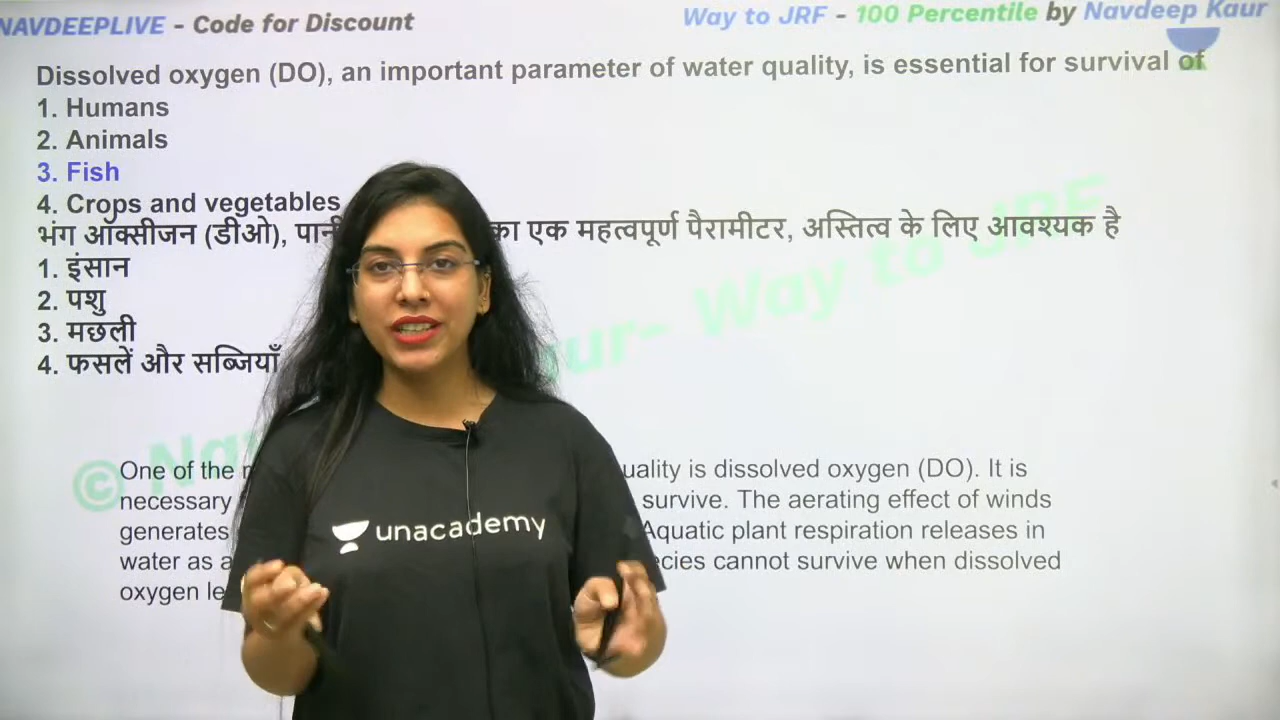 NAVDEEPLIVE - Code for Discount
Way to JRF - 100 Percentile by Navdeep Kaur
Dissolved oxygen (DO), an important parameter of water quality, is essential for survival of
1. Humans
2. Animals
3. Fish
4. Crops and vegetables
भंग ऑक्सीजन (डीओ), का एक महत्वपूर्ण पैरामीटर, अस्तित्व के लिए आवश्यक है
1. इंसान
2. पशु
3. मछली
4. फसलें और सब्जियाँ
- Way to JRF
One of the uality is dissolved oxygen (DO). It is
necessary survive. The aerating effect of winds
generates Aquatic plant respiration releases in
water as a ecies cannot survive when dissolved
oxygen
unacademy